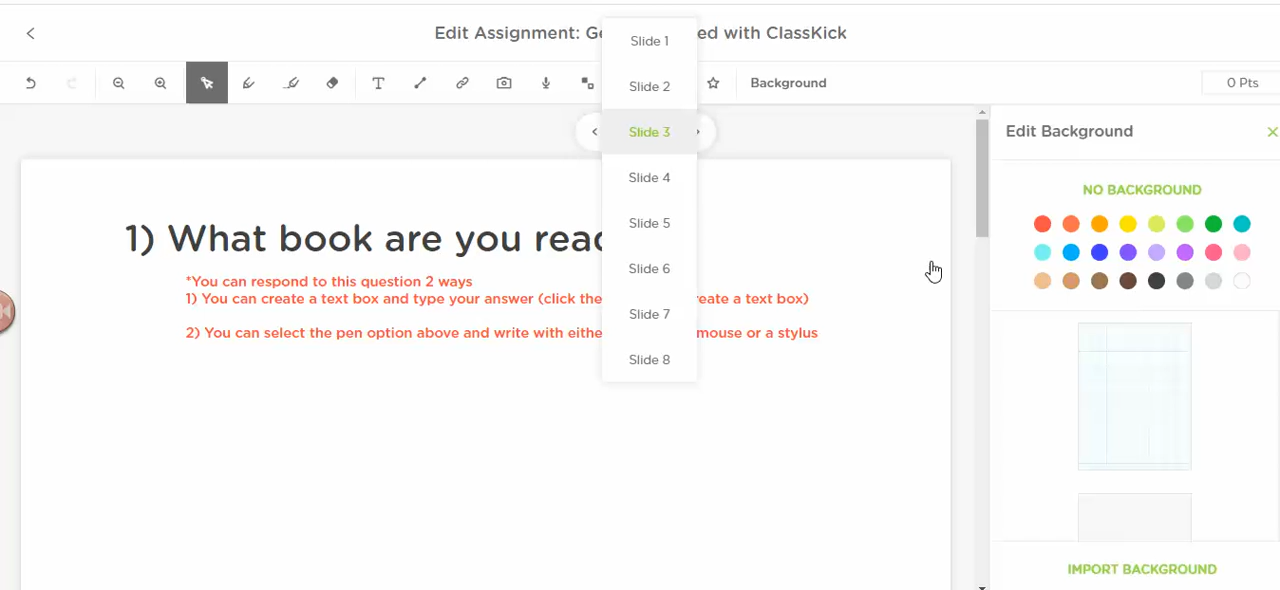 Edit Assignment: Ge ed with ClassKick
T
Background
0 Pts
Slide 1
Slide 2
Slide 3
Slide 4
Slide 5
Slide 6
Slide 7
Slide 8
1) What book are you read
*You can respond to this question 2 ways
1) You can create a text box and type your answer (click the reate a text box)
2) You can select the pen option above and write with eithe mouse or a stylus
Edit Background
NO BACKGROUND
IMPORT BACKGROUND